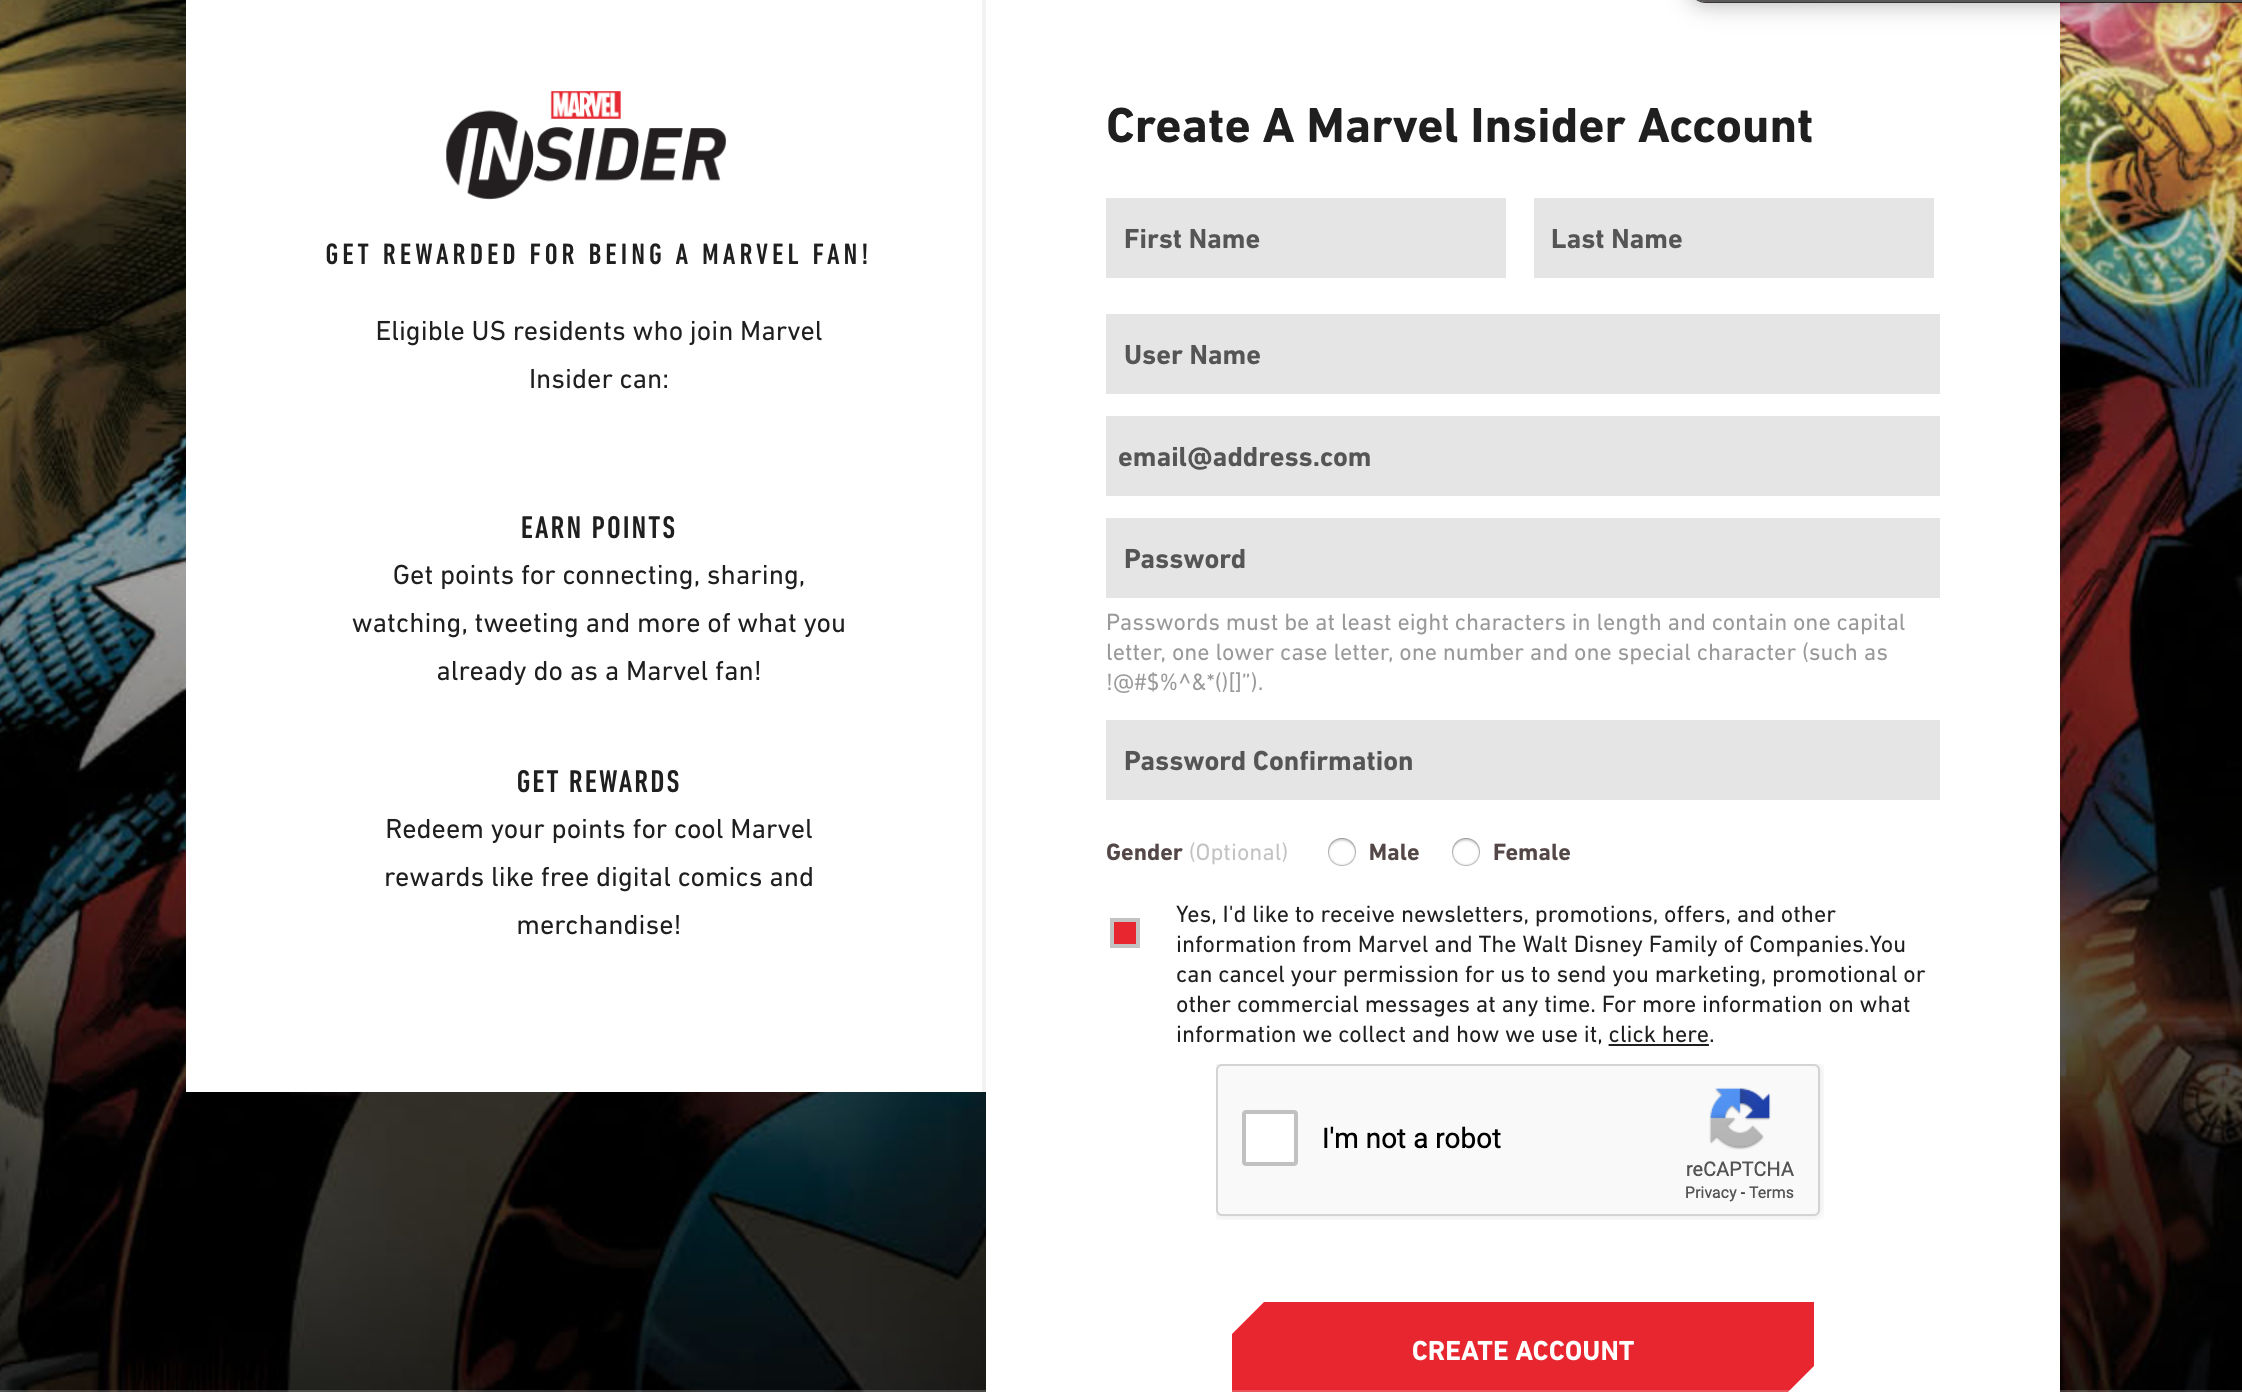 MARVEL
INSIDER
GET REWARDED FOR BEING A MARVEL FAN!
Eligible US residents who join Marvel
Insider can:
EARN POINTS
Get points for connecting, sharing,
watching, tweeting and more of what you
already do as a Marvel fan!
GET REWARDS
Redeem your points for cool Marvel
rewards like free digital comics and
merchandise!
Create A Marvel Insider Account
First Name
Last Name
User Name
email@address.com
Password
Passwords must be at least eight characters in length and contain one capital
letter, one lower case letter, one number and one special character (such as
!@#$%^&*()[]”).
Password Confirmation
Gender (Optional) Male Female
Yes, I'd like to receive newsletters, promotions, offers, and other
information from Marvel and The Walt Disney Family of Companies.You
can cancel your permission for us to send you marketing, promotional or
other commercial messages at any time. For more information on what
information we collect and how we use it, click here.
I'm not a robot
reCAPTCHA
Privacy - Terms
CREATE ACCOUNT